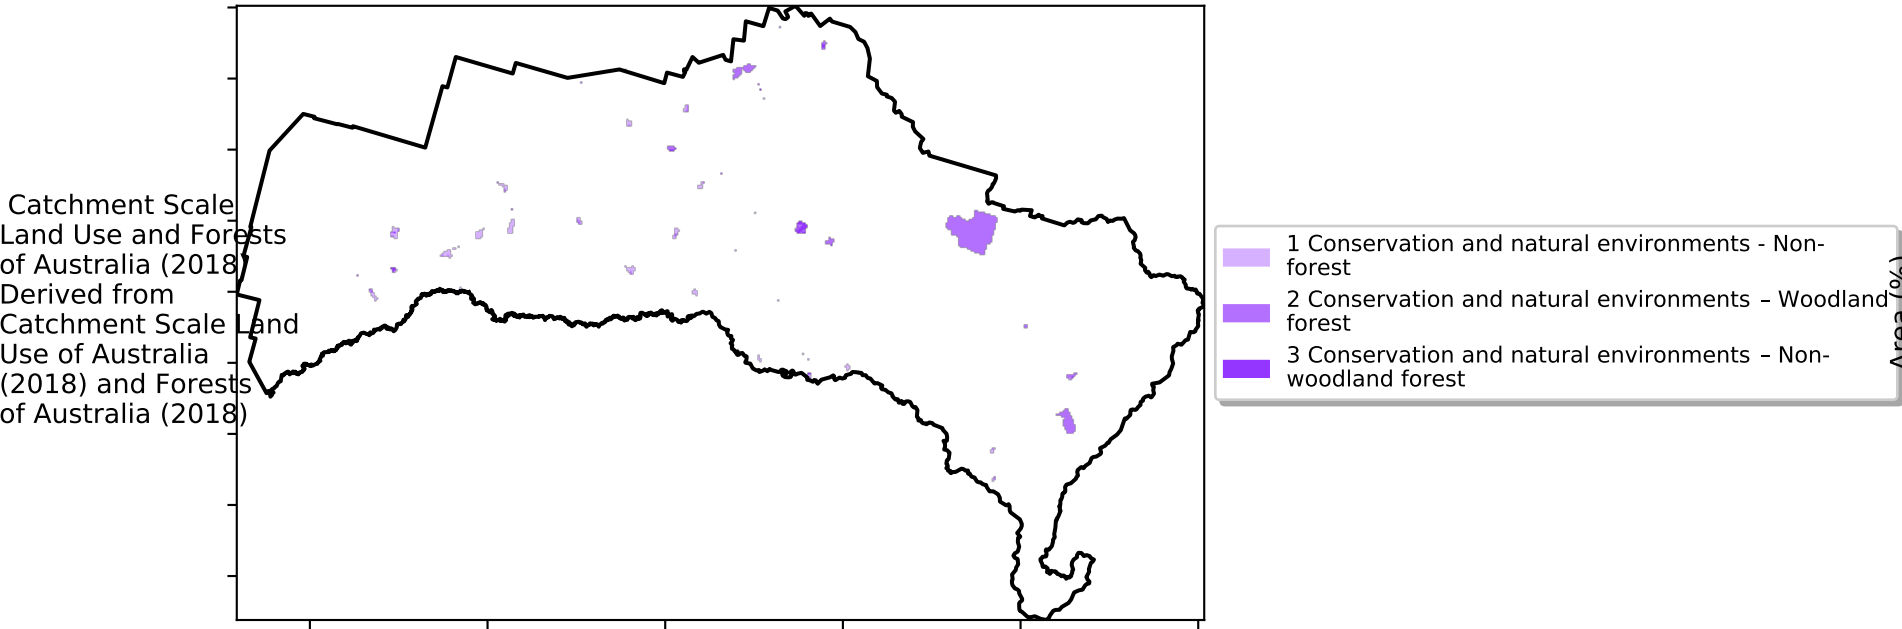 Catchment Scale
Land Use and Forests
of Australia (2018)
Derived from
Catchment Scale Land
Use of Australia
(2018) and Forests
of Australia (2018)
1 Conservation and natural environments - Non-
forest
2 Conservation and natural environments – Woodland
forest
3 Conservation and natural environments – Non-
woodland forest
Area (%)